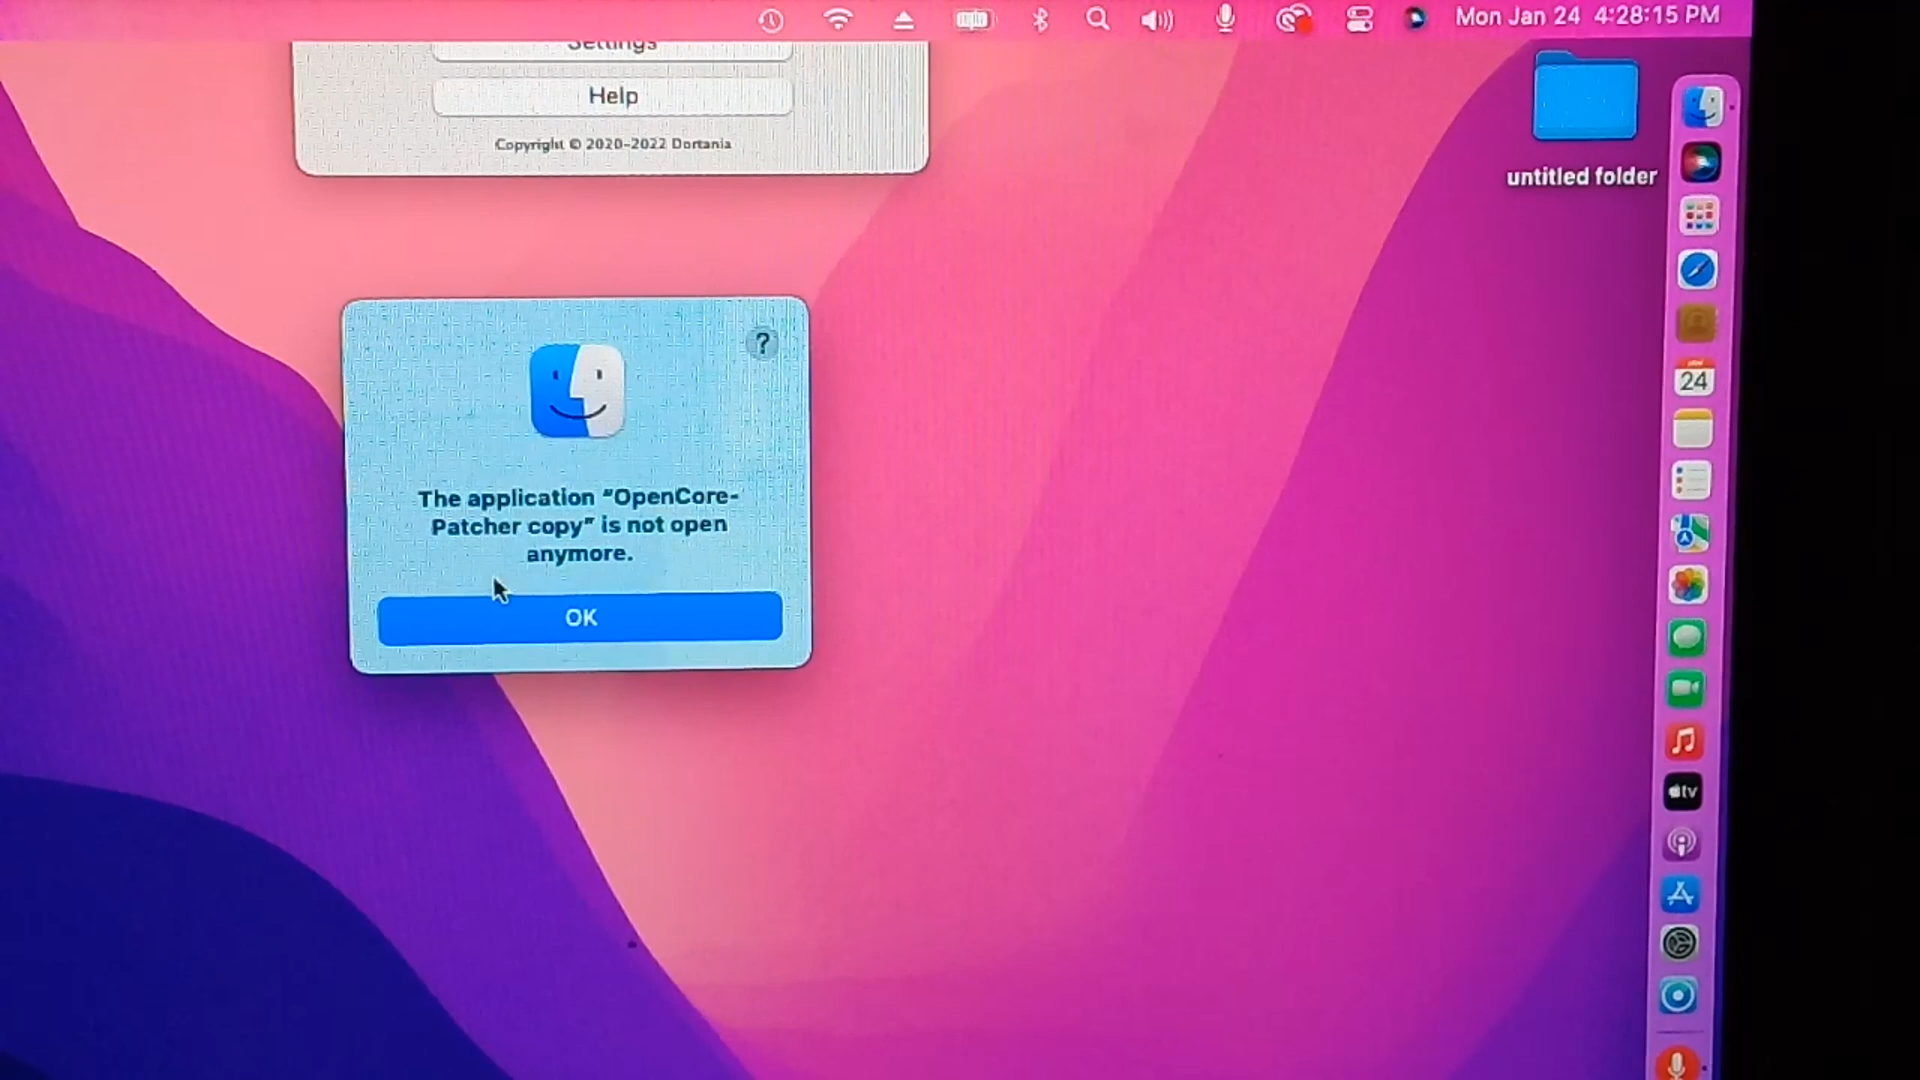 Mon Jan 24 4:28:15 PM
Settings
Help
Copyright © 2020-2022 Dortania
untitled folder
?
The application “OpenCore-
Patcher copy” is not open
anymore.
OK
24
tv